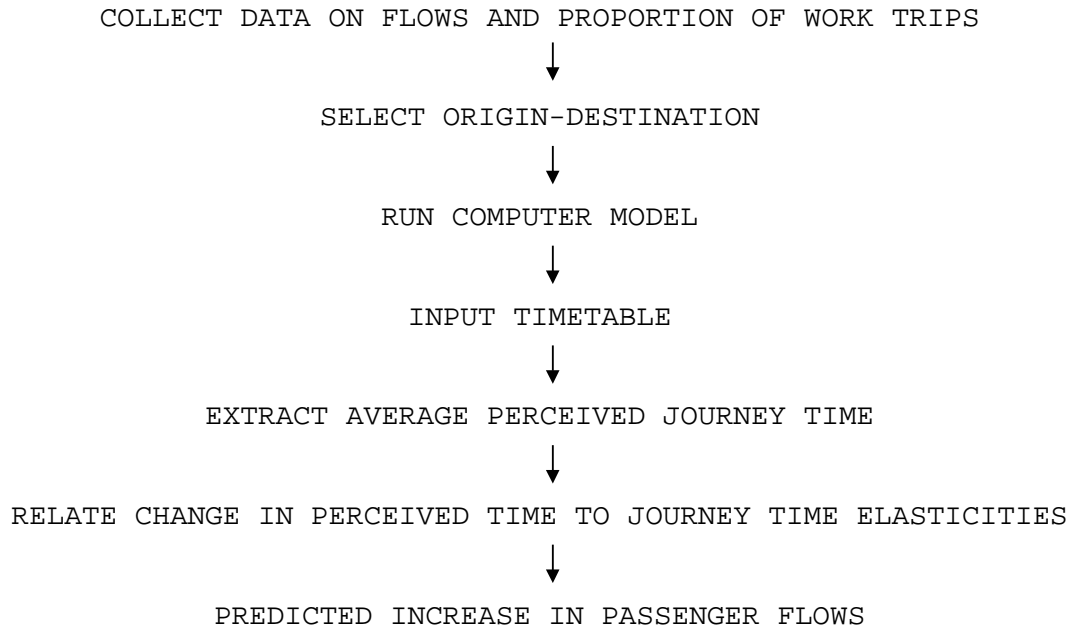 COLLECT DATA ON FLOWS AND PROPORTION OF WORK TRIPS
SELECT ORIGIN-DESTINATION
RUN COMPUTER MODEL
INPUT TIMETABLE
EXTRACT AVERAGE PERCEIVED JOURNEY TIME
RELATE CHANGE IN PERCEIVED TIME TO JOURNEY TIME ELASTICITIES
PREDICTED INCREASE IN PASSENGER FLOWS